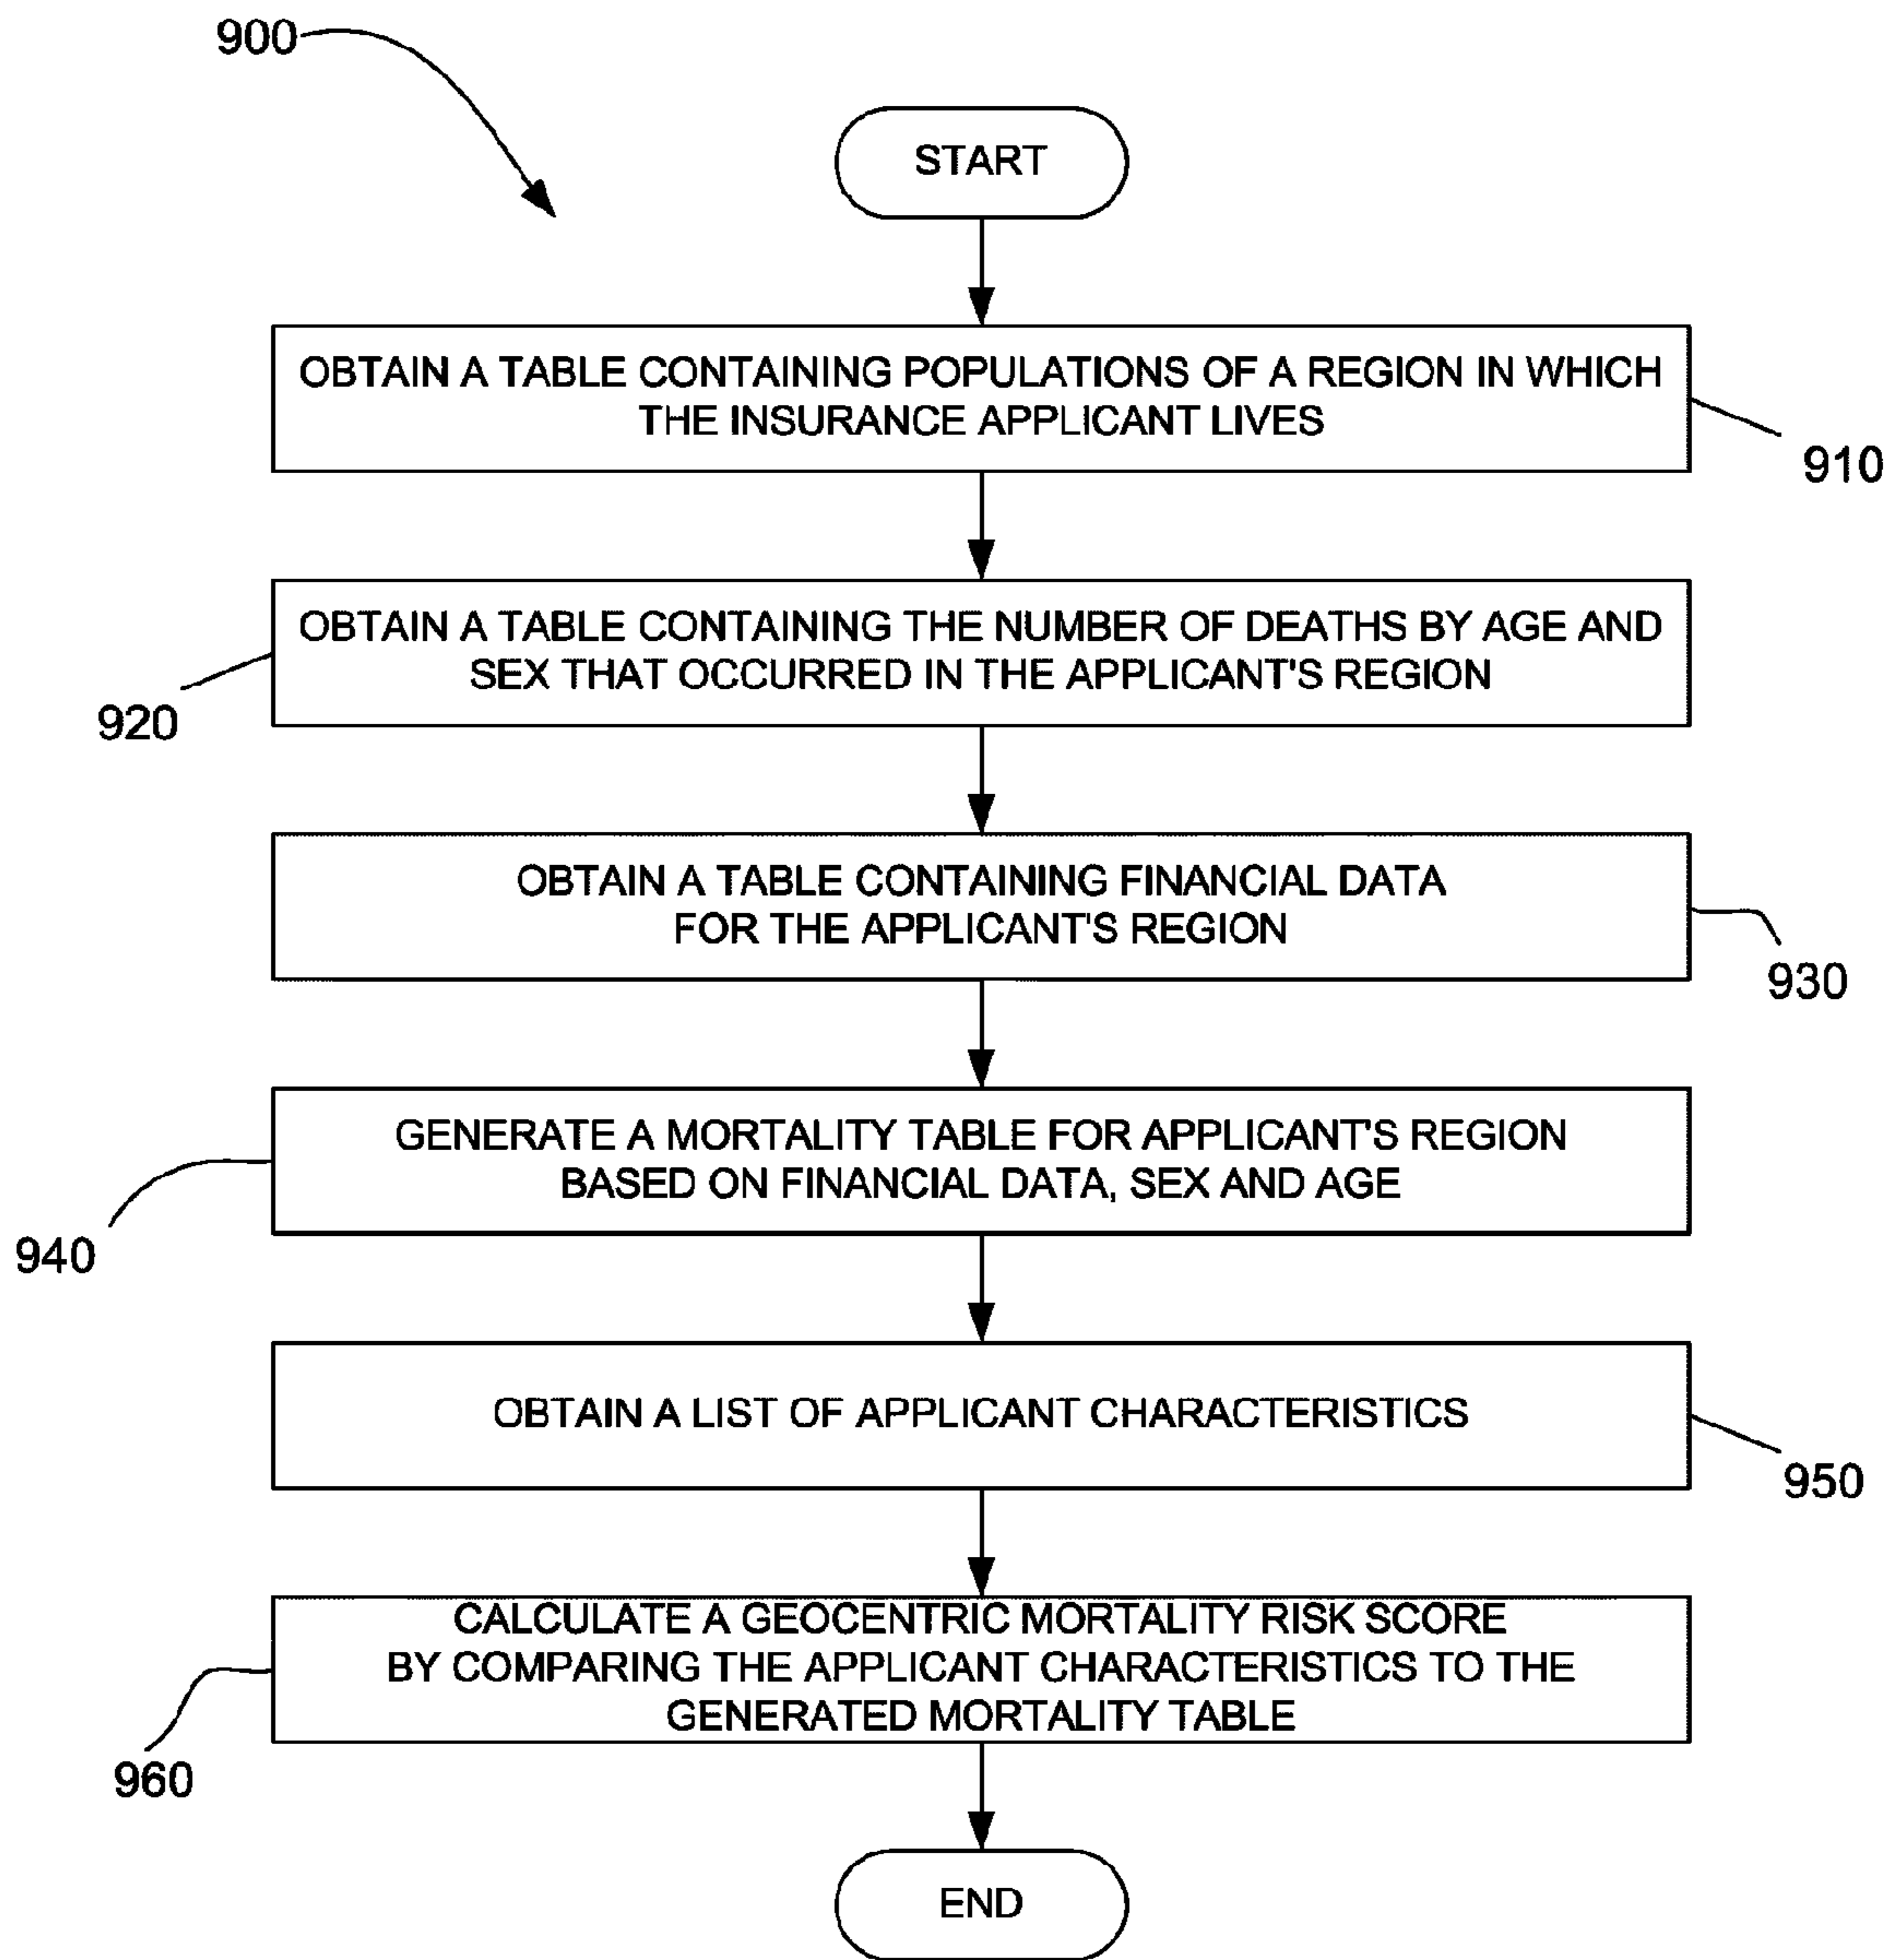 900
START
OBTAIN A TABLE CONTAINING POPULATIONS OF A REGION IN WHICH
THE INSURANCE APPLICANT LIVES
910
OBTAIN A TABLE CONTAINING THE NUMBER OF DEATHS BY AGE AND
SEX THAT OCCURRED IN THE APPLICANT'S REGION
920
OBTAIN A TABLE CONTAINING FINANCIAL DATA
FOR THE APPLICANT'S REGION
930
GENERATE A MORTALITY TABLE FOR APPLICANT'S REGION
BASED ON FINANCIAL DATA, SEX AND AGE
940
OBTAIN A LIST OF APPLICANT CHARACTERISTICS
950
CALCULATE A GEOCENTRIC MORTALITY RISK SCORE
BY COMPARING THE APPLICANT CHARACTERISTICS TO THE
GENERATED MORTALITY TABLE
960
END